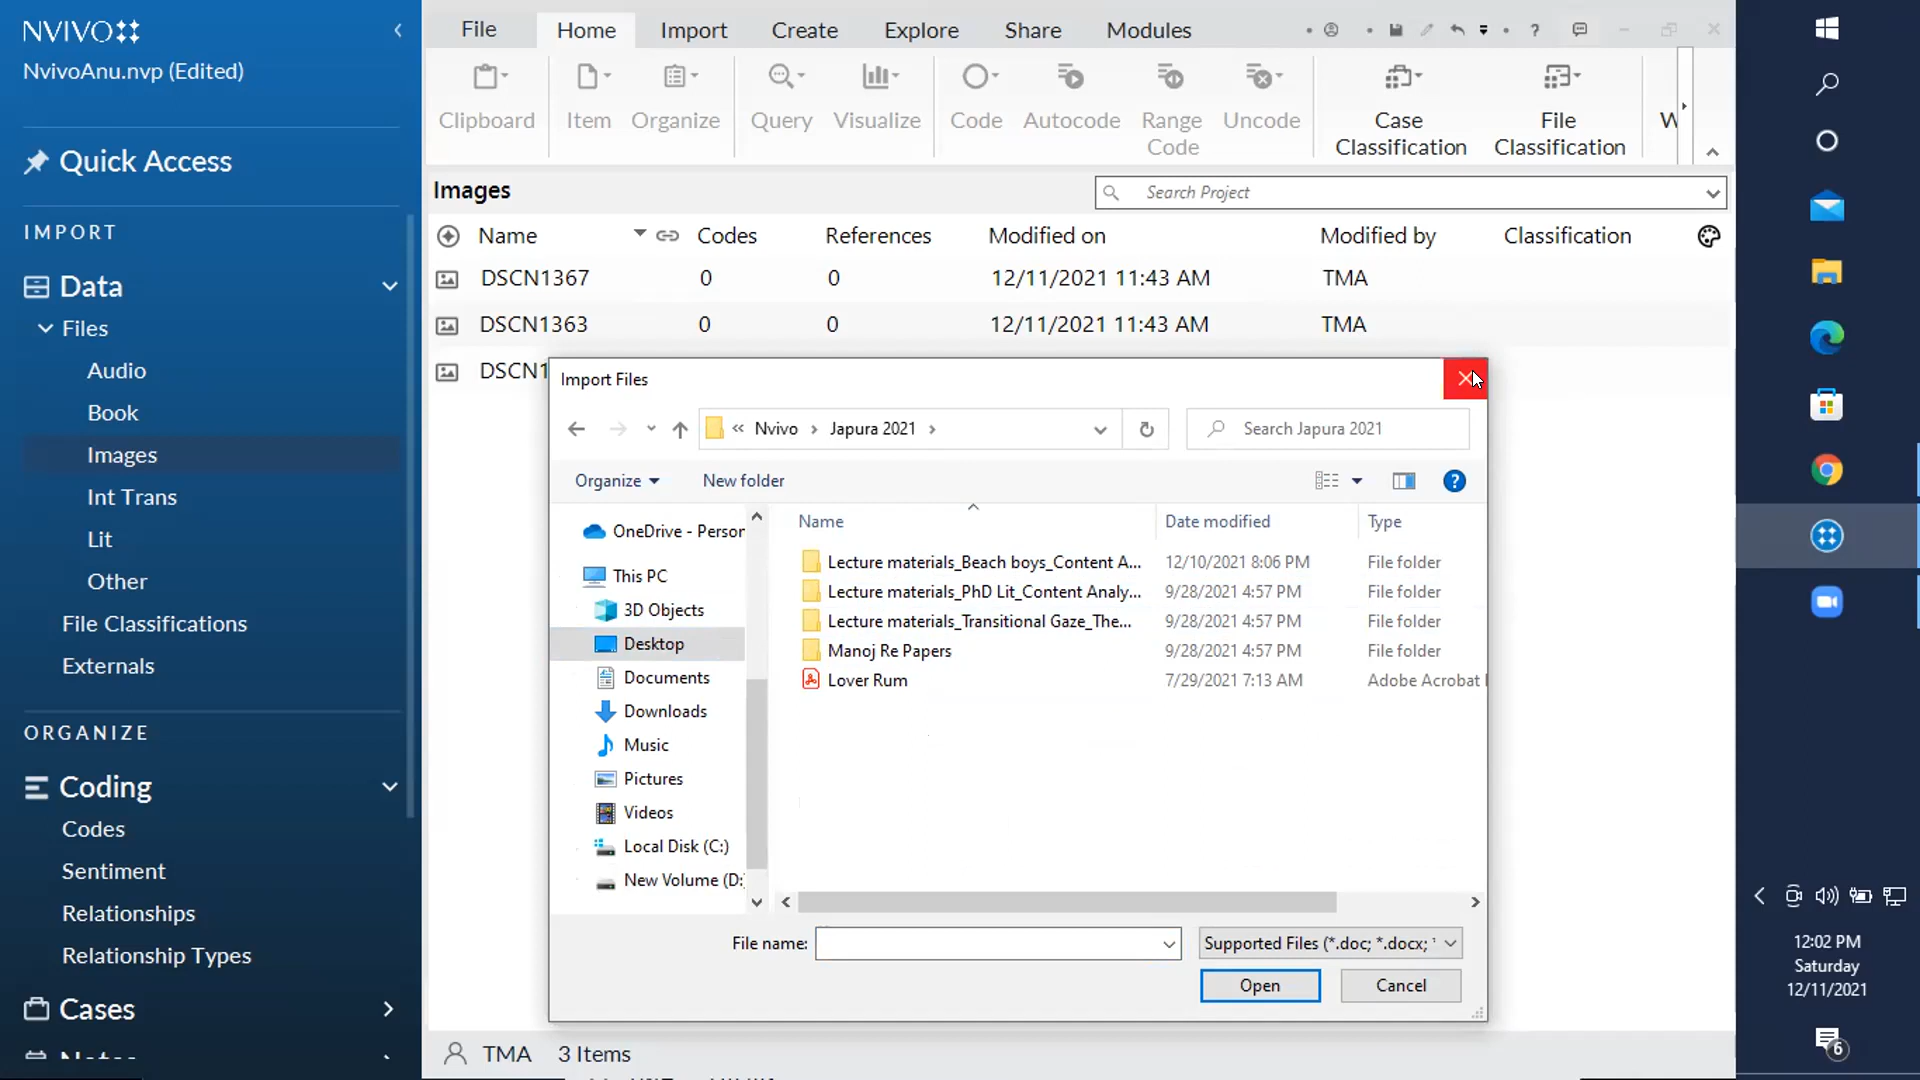 NVIVO
NvivoAnu.nvp (Edited)
Quick Access
IMPORT
Data
Files
Audio
Book
Images
Int Trans
Lit
Other
File Classifications
Externals
ORGANIZE
Coding
Codes
Sentiment
Relationships
Relationship Types
Cases
File Home Import Create Explore Share Modules
Clipboard Item Organize Query Visualize Code Autocode Range Code Uncode Case Classification File Classification W
Images
Search Project
Name Codes References Modified on Modified by Classification
DSCN1367 0 0 12/11/2021 11:43 AM TMA
DSCN1363 0 0 12/11/2021 11:43 AM TMA
DSCN1
Import Files
« Nvivo › Japura 2021 ›
Search Japura 2021
Organize New folder
OneDrive - Person
This PC
3D Objects
Desktop
Documents
Downloads
Music
Pictures
Videos
Local Disk (C:)
New Volume (D:
Name Date modified Type
Lecture materials_Beach boys_Content A... 12/10/2021 8:06 PM File folder
Lecture materials_PhD Lit_Content Analy... 9/28/2021 4:57 PM File folder
Lecture materials_Transitional Gaze_The... 9/28/2021 4:57 PM File folder
Manoj Re Papers 9/28/2021 4:57 PM File folder
Lover Rum 7/29/2021 7:13 AM Adobe Acrobat
File name:
Supported Files (*.doc; *.docx; *
Open Cancel
TMA 3 Items
12:02 PM
Saturday
12/11/2021
6